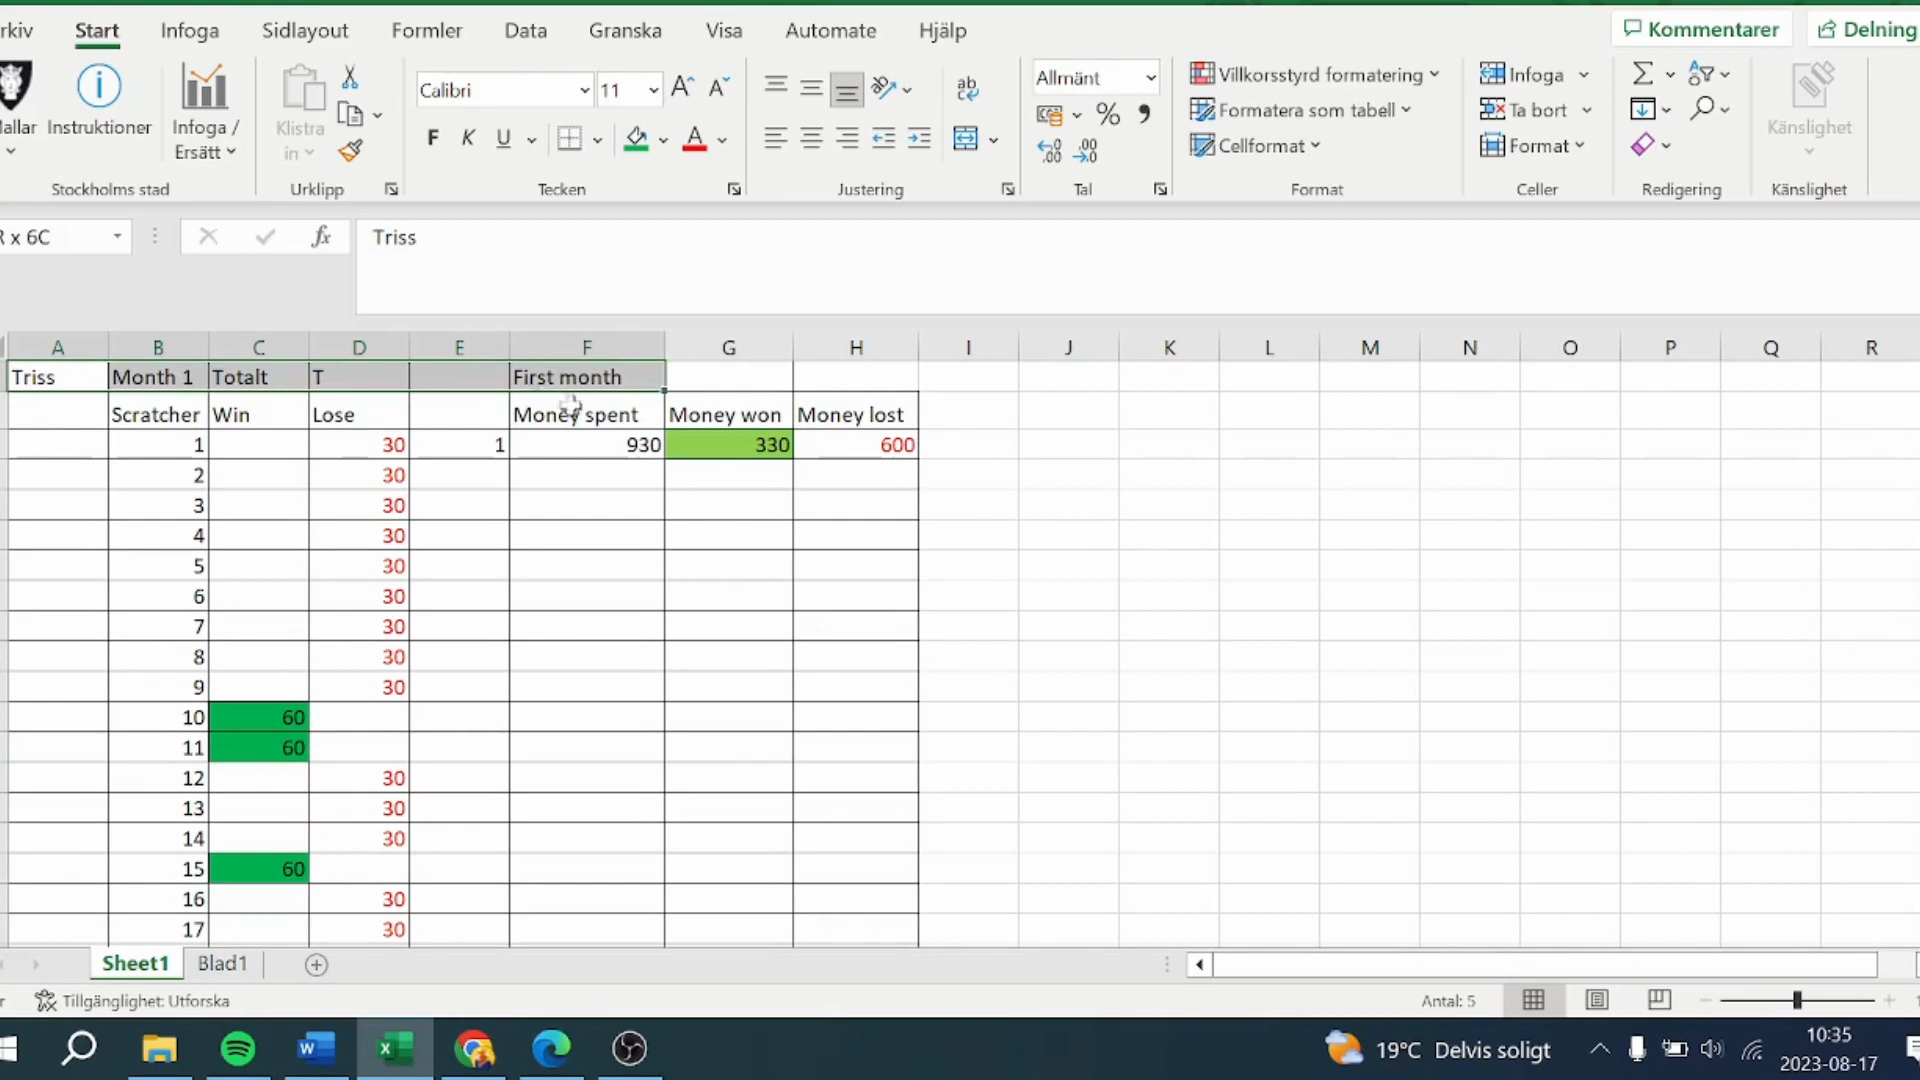 rkiv Start Infoga Sidlayout Formler Data Granska Visa Automate Hjälp Kommentarer Delning
Mallar Instruktioner Infoga / Ersätt Klistra in
Calibri 11
F K U A
Allmänt
%
Villkorsstyrd formatering
Formatera som tabell
Cellformat
Infoga
Ta bort
Format
Känslighet
Stockholms stad Urklipp Tecken Justering Tal Format Celler Redigering Känslighet
R x 6C fx Triss
A B C D E F G H I J K L M N O P Q R
Triss Month 1 Totalt T First month
Scratcher Win Lose Money spent Money won Money lost
1 30 1 930 330 600
2 30
3 30
4 30
5 30
6 30
7 30
8 30
9 30
10 60
11 60
12 30
13 30
14 30
15 60
16 30
17 30
Sheet1 Blad1
Tillgänglighet: Utforska Antal: 5
19°C Delvis soligt 10:35
2023-08-17